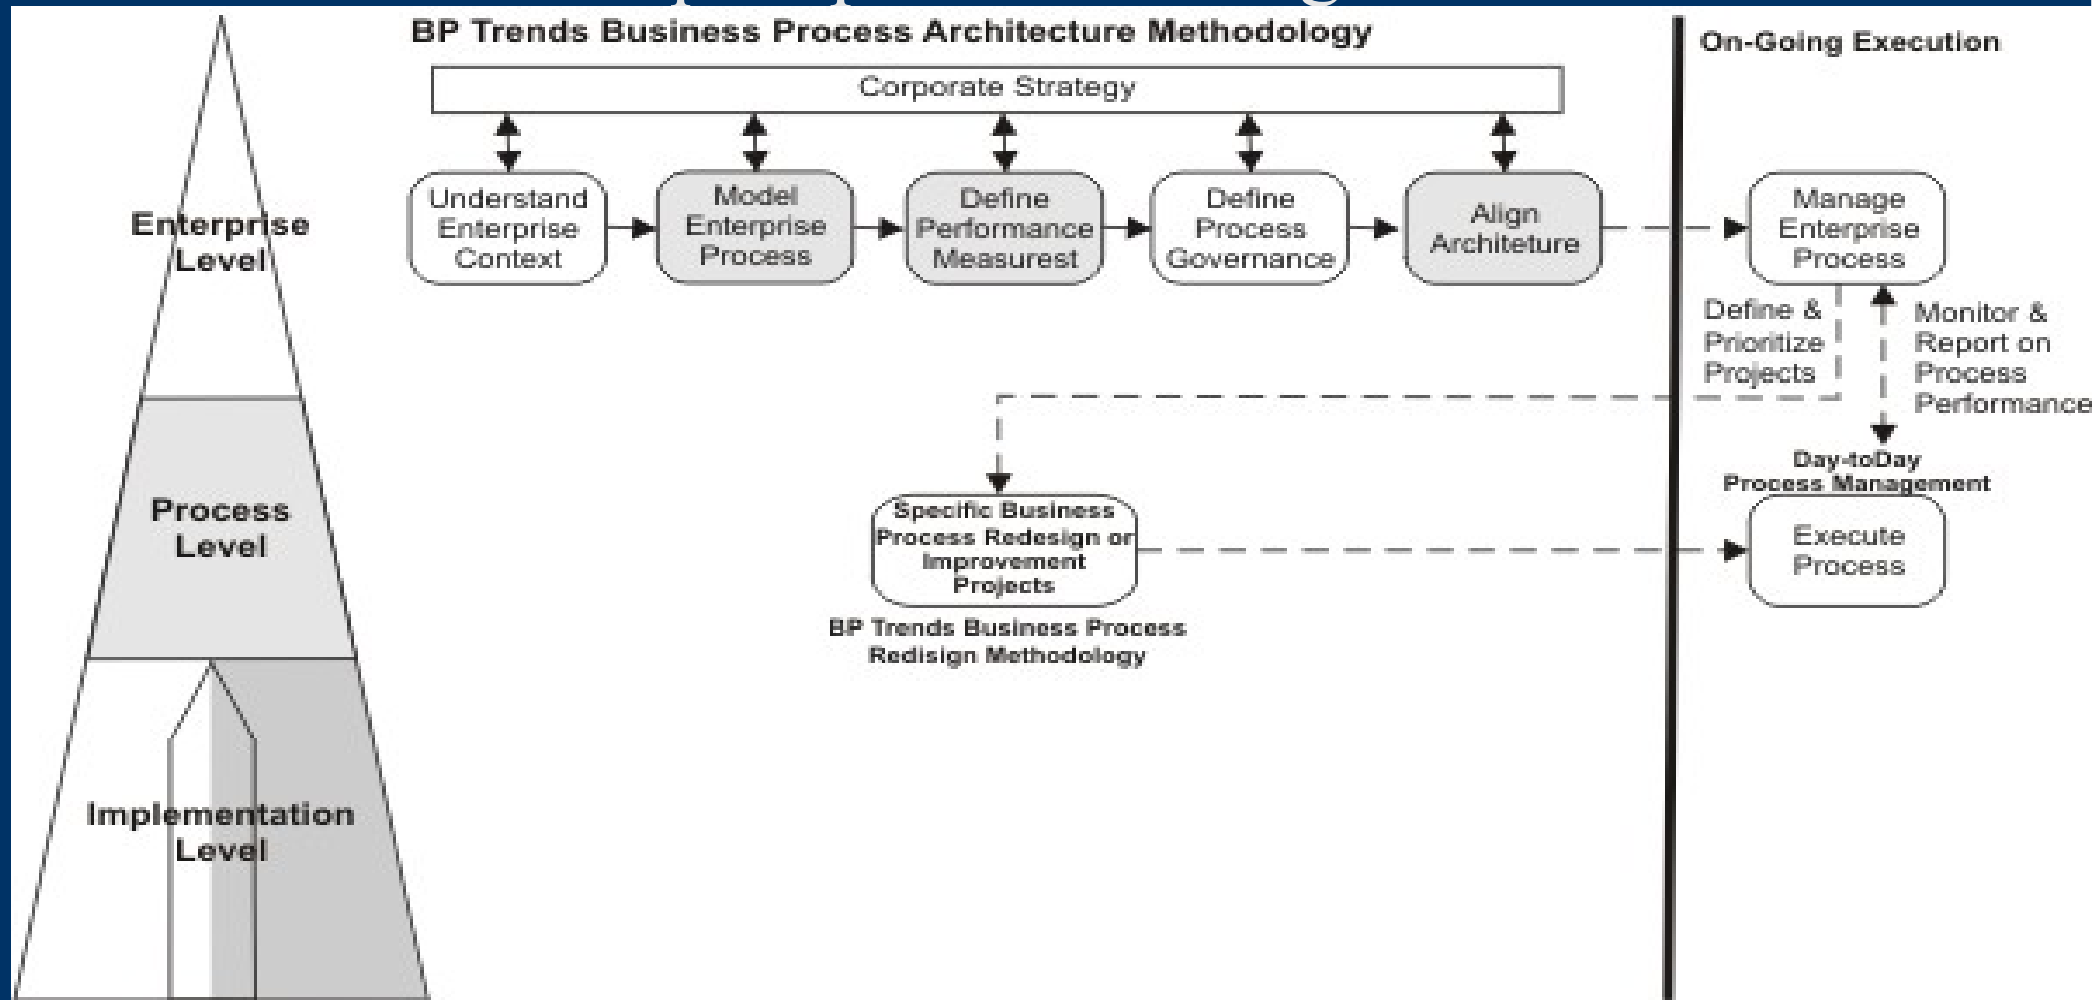 BP Trends Business Process Architecture Methodology
On-Going Execution
Corporate Strategy
Enterprise
Level
Understand
Enterprise
Context
Model
Enterprise
Process
Define
Performance
Measurest
Define
Process
Governance
Align
Architeture
Manage
Enterprise
Process
Define &
Prioritize
Projects
Monitor &
Report on
Process
Performance
Process
Level
Specific Business
Process Redesign or
Improvement
Projects
BP Trends Business Process
Redisign Methodology
Day-toDay
Process Management
Execute
Process
Implementation
Level